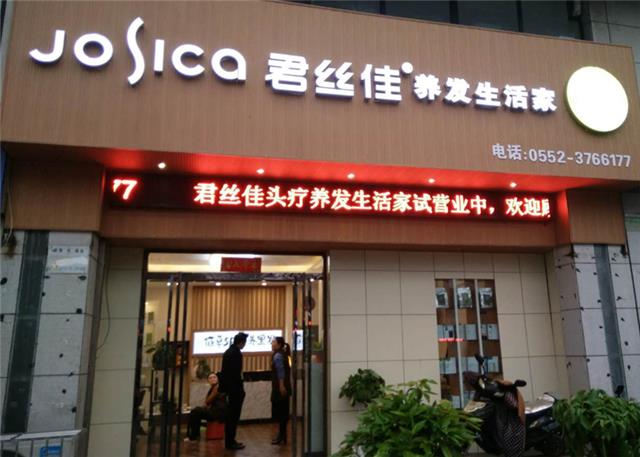 Josica 君丝佳 养发生活家
电话:0552-3766177
77 君丝佳头疗养发生活家试营业中，欢迎